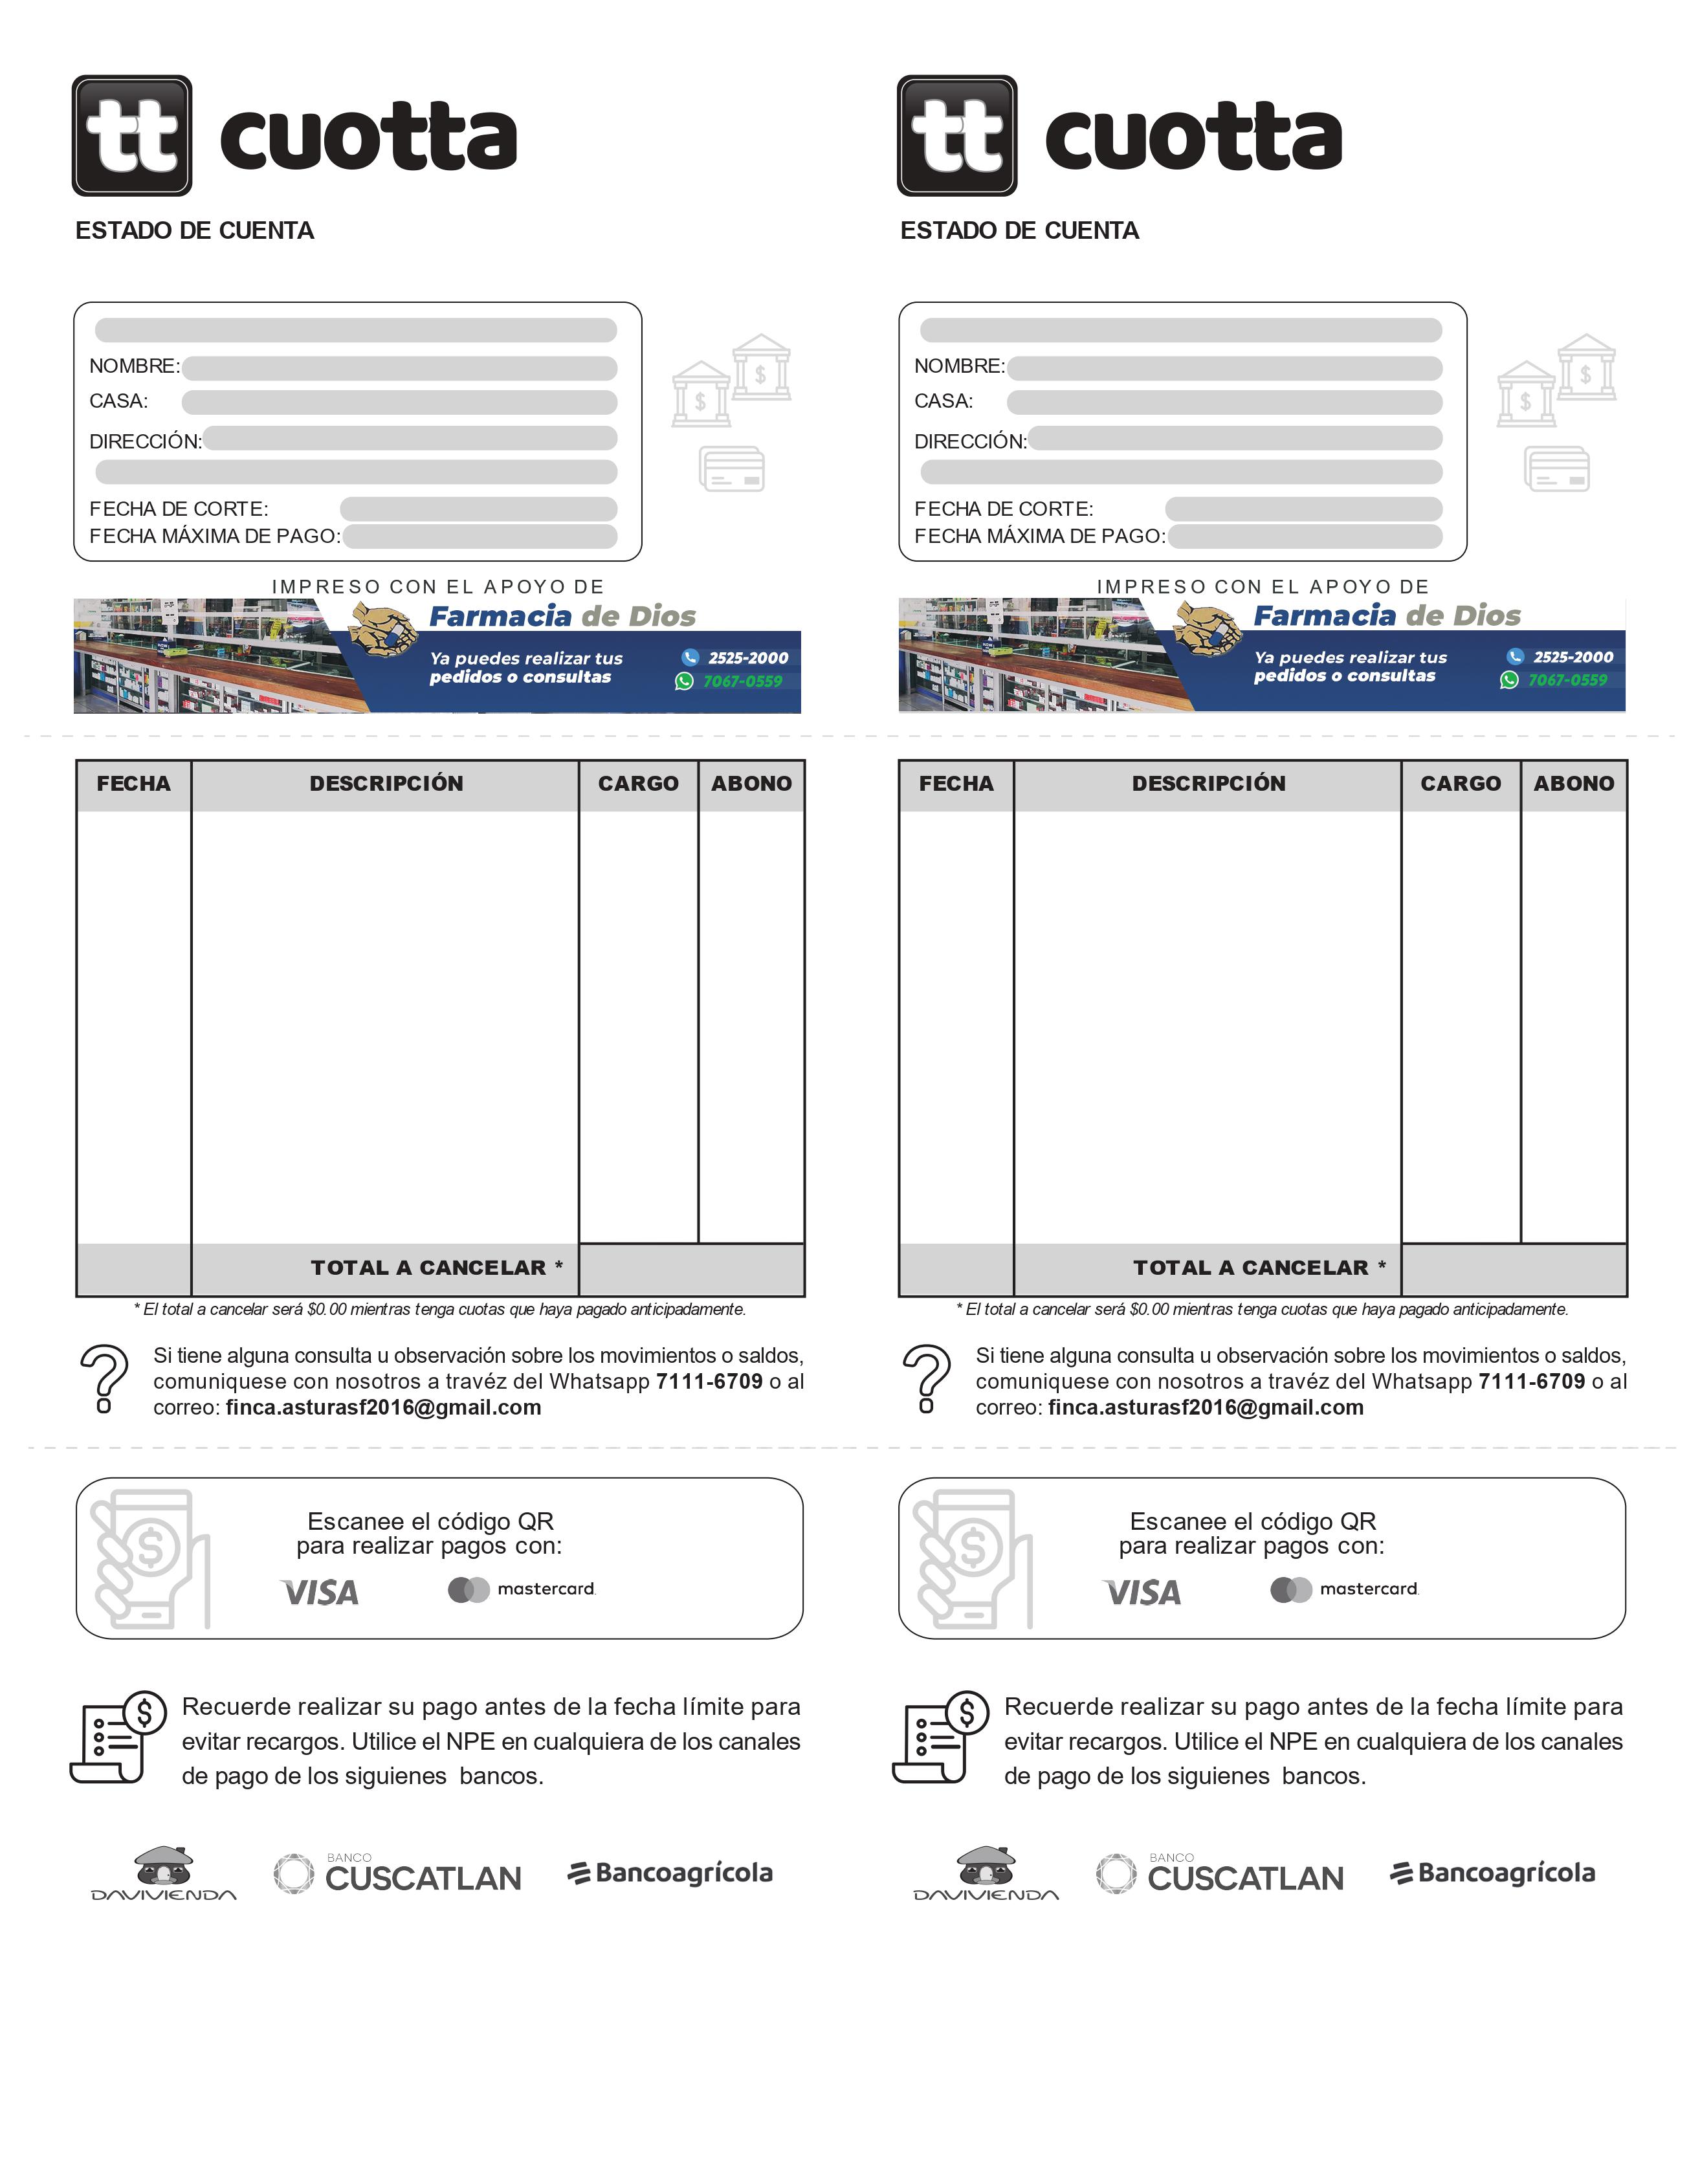 tt cuotta
ESTADO DE CUENTA
NOMBRE:
CASA:
DIRECCIÓN:
FECHA DE CORTE:
FECHA MÁXIMA DE PAGO:
$
$
IMPRESO CON EL APOYO DE
Farmacia de Dios
Ya puedes realizar tus
pedidos o consultas
2525-2000
7067-0559
FECHA DESCRIPCIÓN CARGO ABONO
TOTAL A CANCELAR *
* El total a cancelar será $0.00 mientras tenga cuotas que haya pagado anticipadamente.
?
Si tiene alguna consulta u observación sobre los movimientos o saldos,
comuniquese con nosotros a travéz del Whatsapp 7111-6709 o al
correo: finca.asturasf2016@gmail.com
$
Escanee el código QR
para realizar pagos con:
VISA mastercard
$
Recuerde realizar su pago antes de la fecha límite para
evitar recargos. Utilice el NPE en cualquiera de los canales
de pago de los siguienes bancos.
DAVIVIENDA
BANCO
CUSCATLAN
Bancoagrícola
tt cuotta
ESTADO DE CUENTA
NOMBRE:
CASA:
DIRECCIÓN:
FECHA DE CORTE:
FECHA MÁXIMA DE PAGO:
$
$
IMPRESO CON EL APOYO DE
Farmacia de Dios
Ya puedes realizar tus
pedidos o consultas
2525-2000
7067-0559
FECHA DESCRIPCIÓN CARGO ABONO
TOTAL A CANCELAR *
* El total a cancelar será $0.00 mientras tenga cuotas que haya pagado anticipadamente.
?
Si tiene alguna consulta u observación sobre los movimientos o saldos,
comuniquese con nosotros a travéz del Whatsapp 7111-6709 o al
correo: finca.asturasf2016@gmail.com
$
Escanee el código QR
para realizar pagos con:
VISA mastercard
$
Recuerde realizar su pago antes de la fecha límite para
evitar recargos. Utilice el NPE en cualquiera de los canales
de pago de los siguienes bancos.
DAVIVIENDA
BANCO
CUSCATLAN
Bancoagrícola